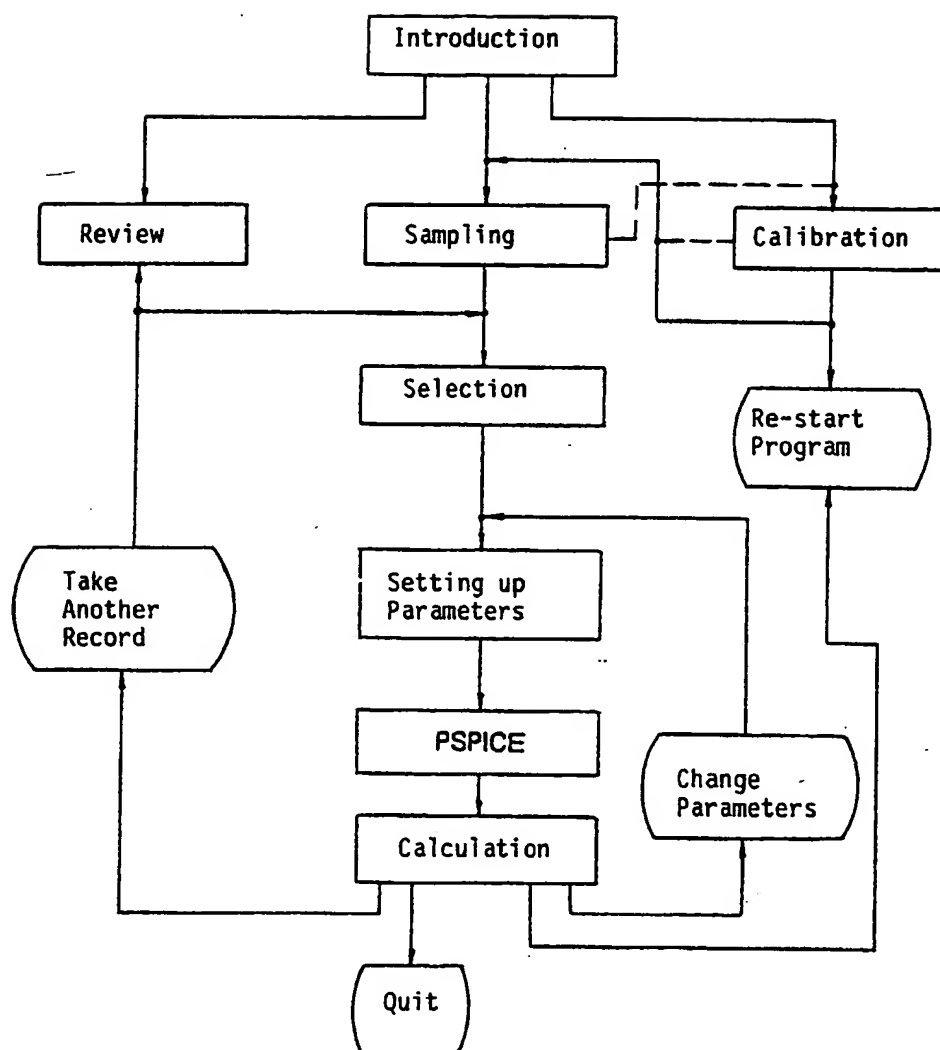 Introduction
Review
Sampling
Calibration
Selection
Re-start
Program
Take
Another
Record
Setting up
Parameters
PSPICE
Change
Parameters
Calculation
Quit